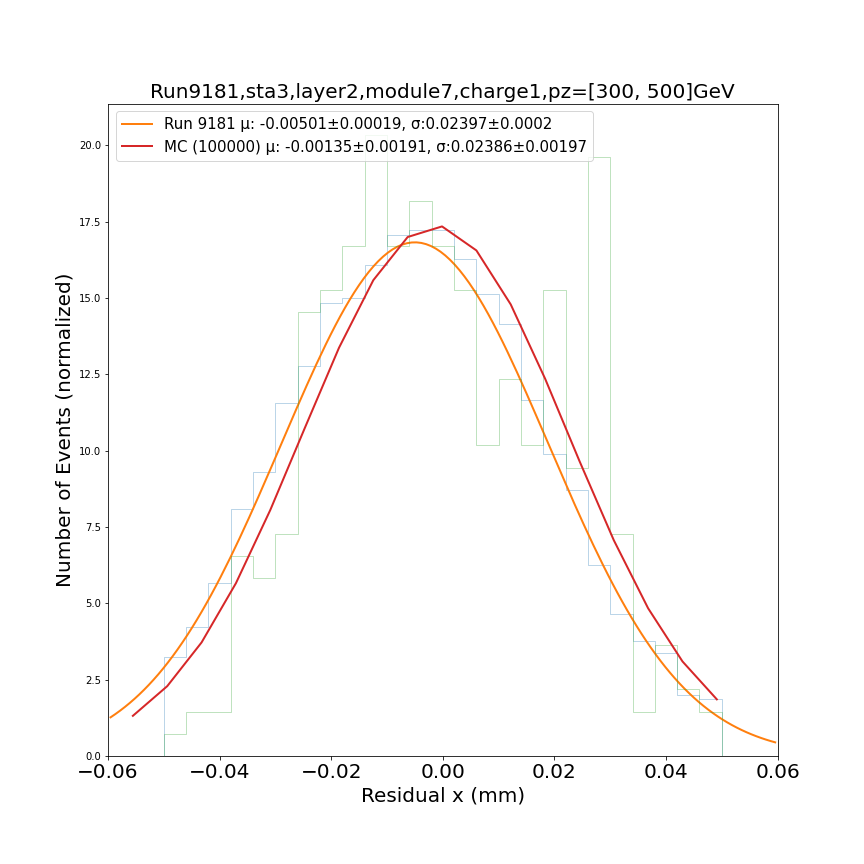 Run9181,sta3,layer2,module7,charge1,pz=[300, 500]GeV
Run 9181 μ: -0.00501±0.00019, σ:0.02397±0.0002
MC (100000) μ: -0.00135±0.00191, σ:0.02386±0.00197
Number of Events (normalized)
20.0
17.5
15.0
12.5
10.0
7.5
5.0
2.5
0.0
−0.06 −0.04 −0.02 0.00 0.02 0.04 0.06
Residual x (mm)